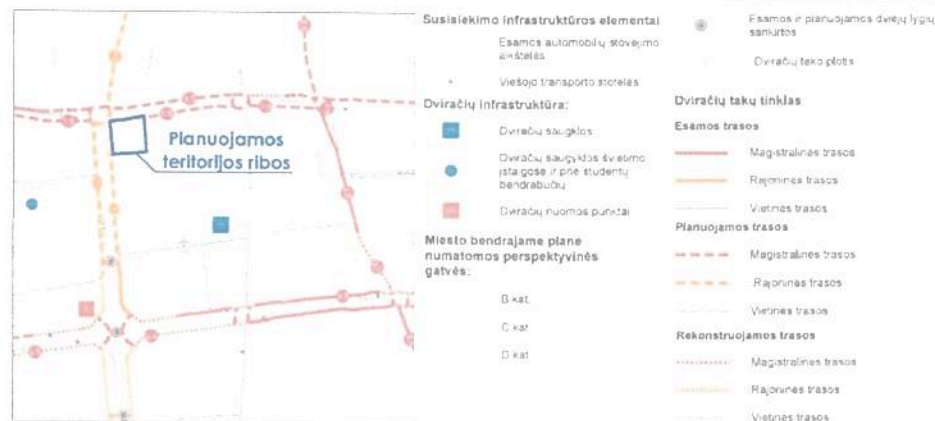 Planuojamos
teritorijos ribos
Susisiekimo infrastruktūros elementai
Esamos automobilių stovėjimo
aikštelės
Viešojo transporto stotelės
Dviračių infrastruktūra:
Dviračių saugyklos
Dviračių saugyklos švietimo
įstaigose ir prie studentų
bendrabučių
Dviračių nuomos punktai
Miesto bendrajame plane
numatomos perspektyvinės
gatvės:
B kat.
C kat.
D kat.
Esamos ir planuojamos dviejų lygių
sankirtos
Dviračių tako plotis
Dviračių takų tinklas
Esamos trasos
Magistralinės trasos
Rajoninės trasos
Vietinės trasos
Planuojamos trasos
Magistralinės trasos
Rajoninės trasos
Vietinės trasos
Rekonstruojamos trasos
Magistralinės trasos
Rajoninės trasos
Vietinės trasos